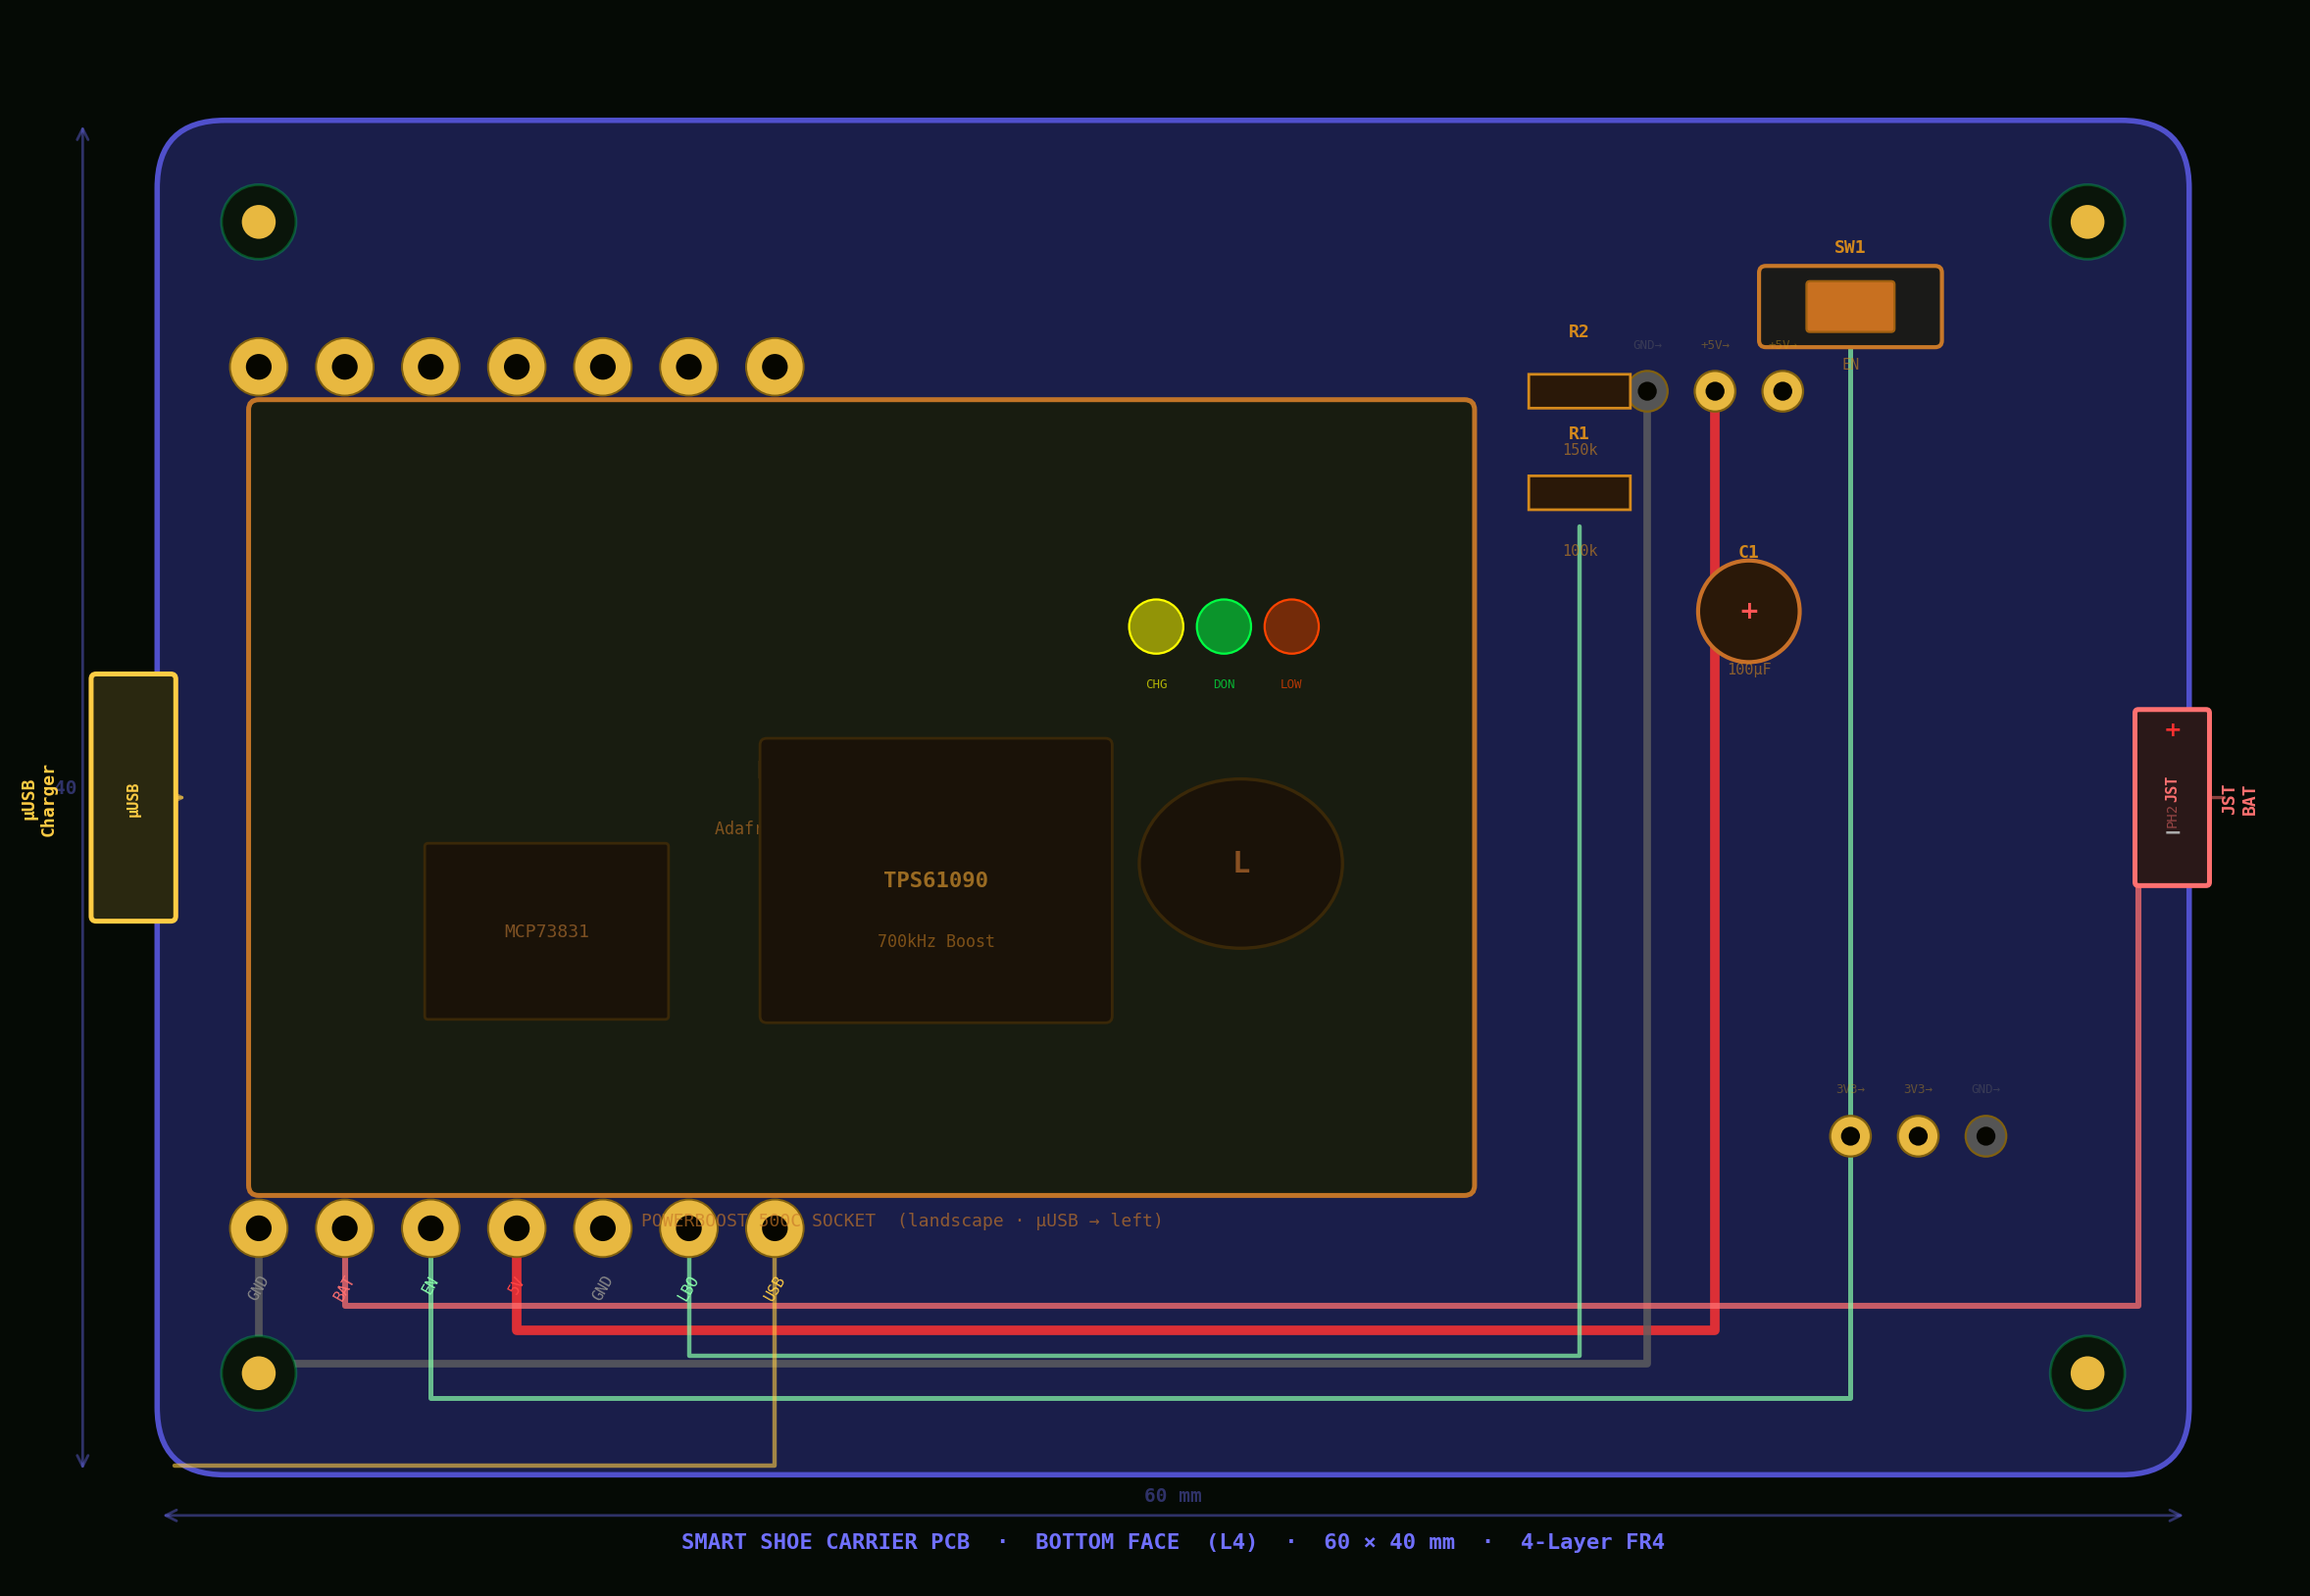 SW1
R2
GND→
+5V→
+5V→
EN
R1
150k
100k
C1
+
100µF
CHG
DON
LOW
+
µUSB
Charger
40
µUSB
JST
PH2
JST
BAT
TPS61090
L
MCP73831
700kHz Boost
3V3→
3V3→
GND→
POWERBOOST 500C SOCKET (landscape · µUSB → left)
GND
BAT
EN
5V
GND
LBO
USB
60 mm
SMART SHOE CARRIER PCB · BOTTOM FACE (L4) · 60 × 40 mm · 4-Layer FR4